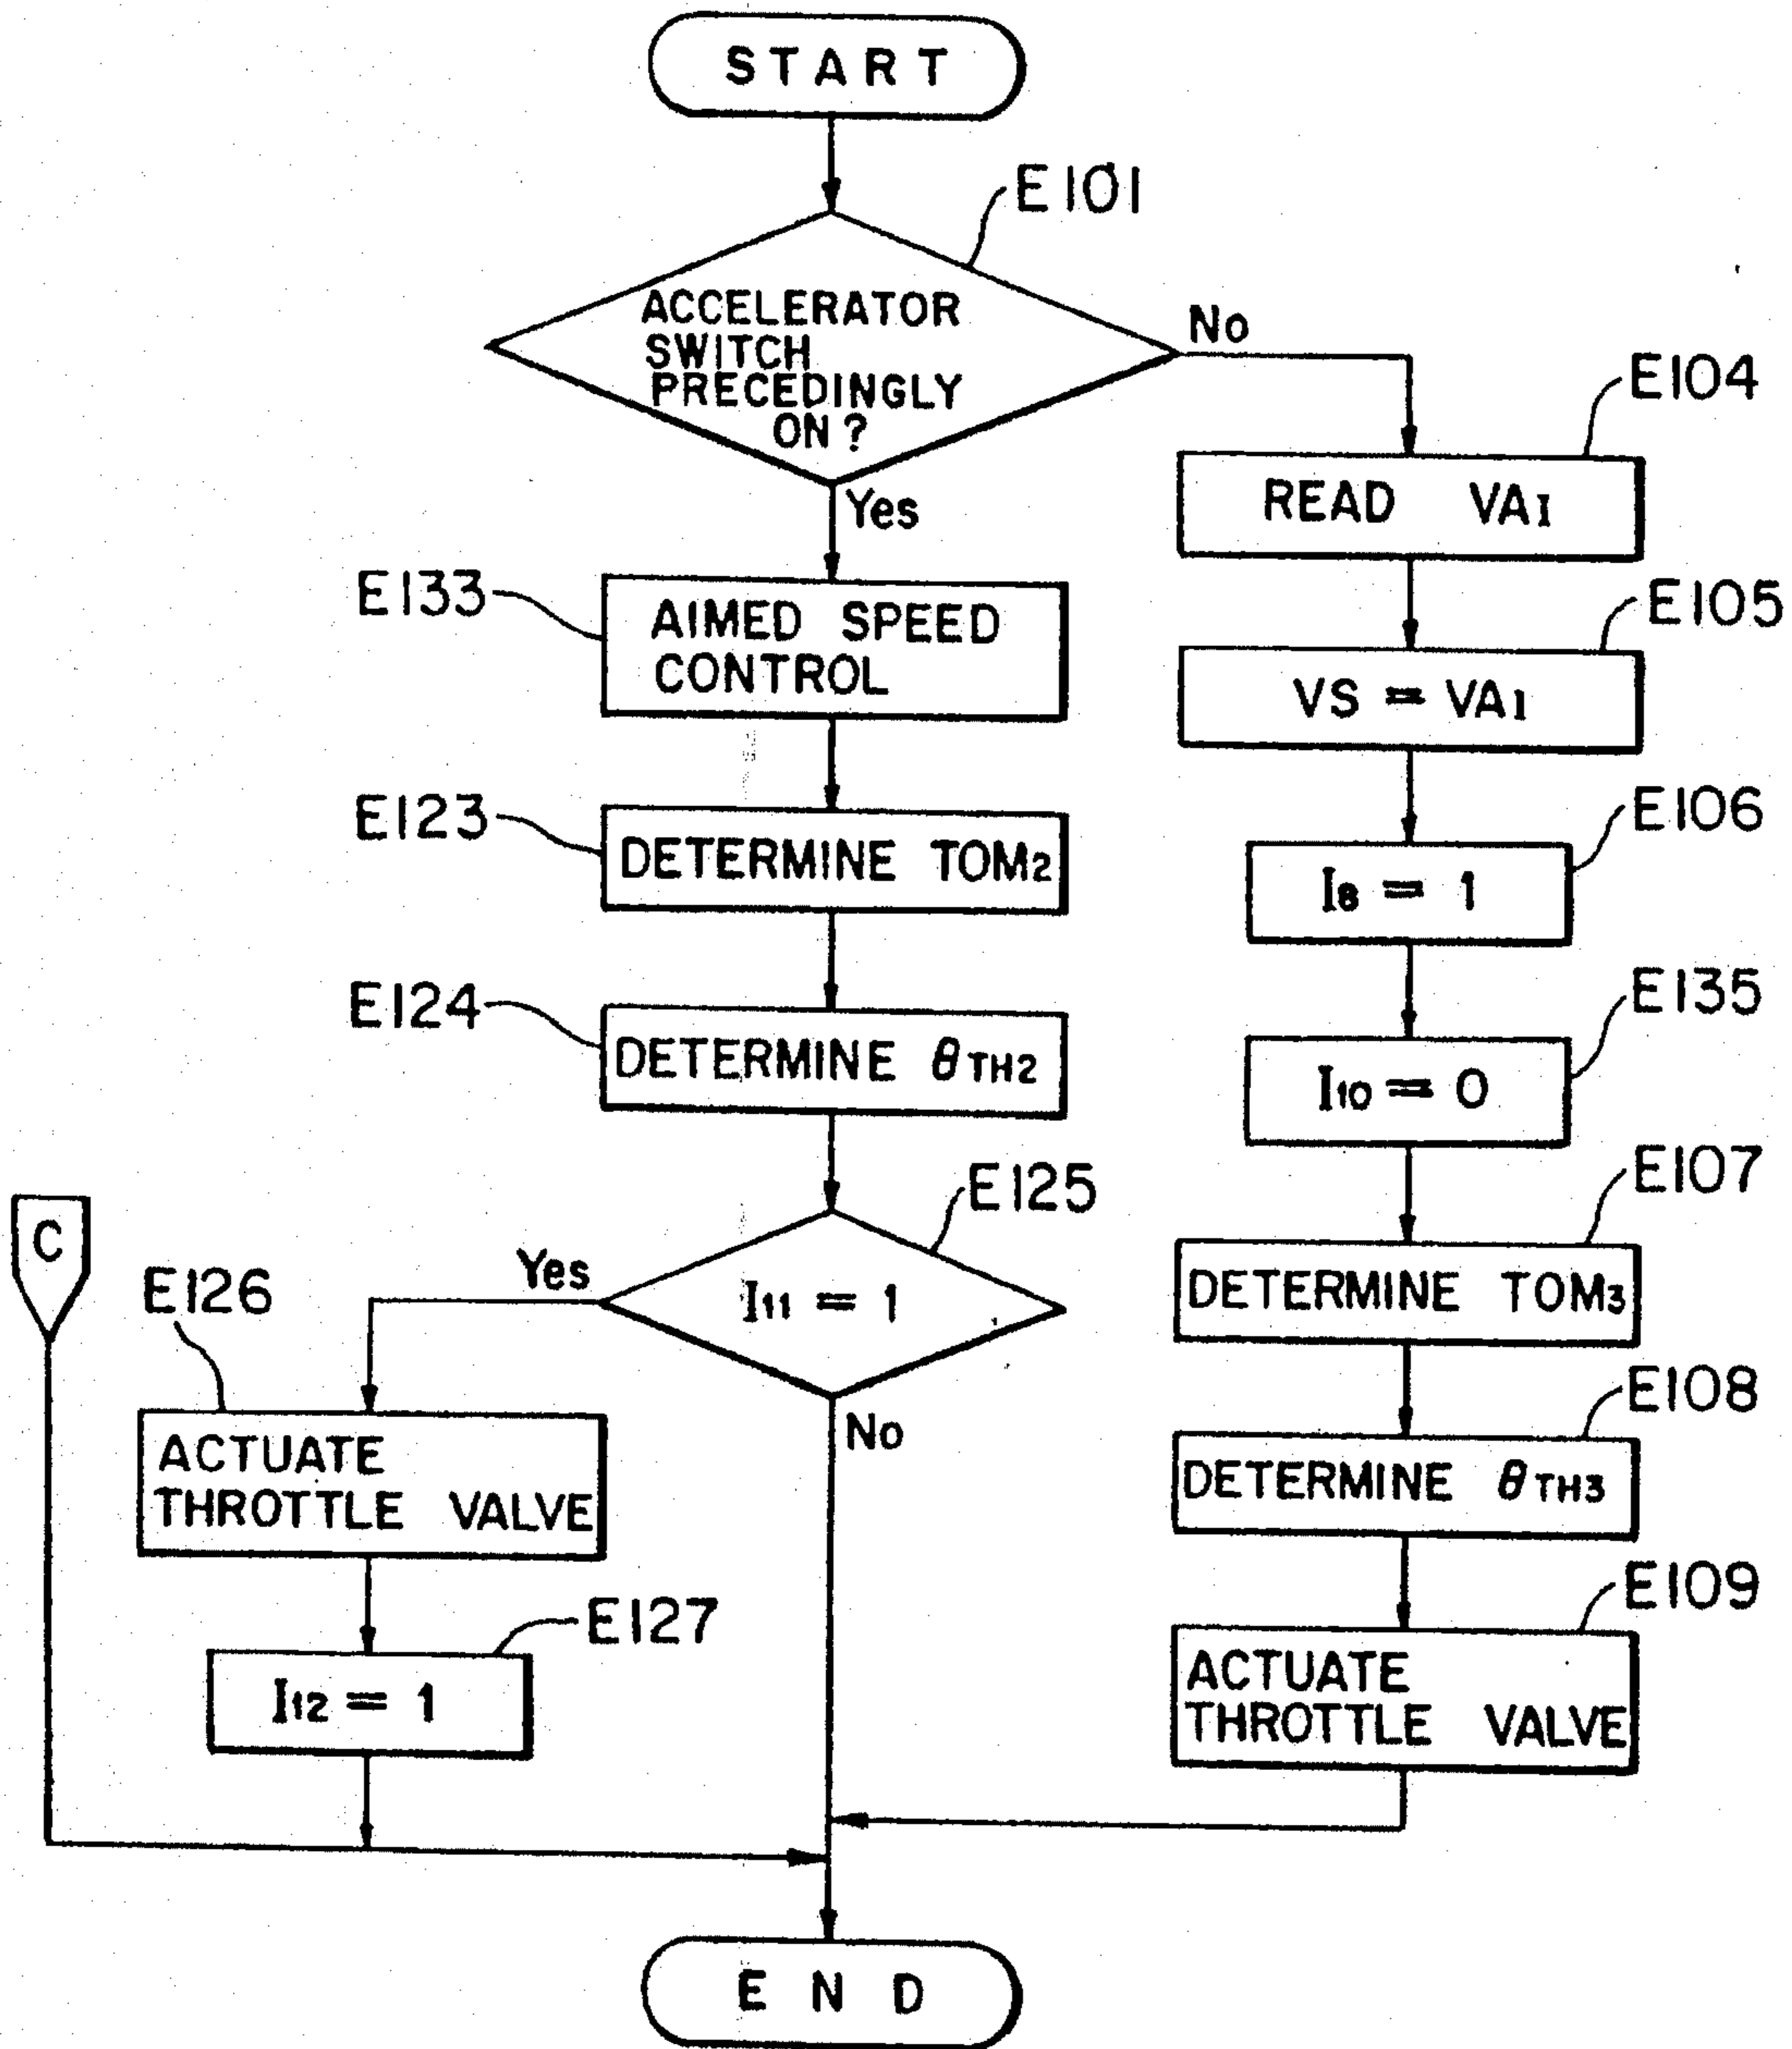 START
E101
ACCELERATOR
SWITCH
PRECEDINGLY
ON?
No
Yes
E104
READ VAI
E105
VS = VAI
E106
I8 = 1
E135
I10 = 0
E107
DETERMINE TOM3
E108
DETERMINE θTH3
E109
ACTUATE
THROTTLE VALVE
E133
AIMED SPEED
CONTROL
E123
DETERMINE TOM2
E124
DETERMINE θTH2
E125
I11 = 1
Yes
No
C
E126
ACTUATE
THROTTLE VALVE
E127
I12 = 1
END